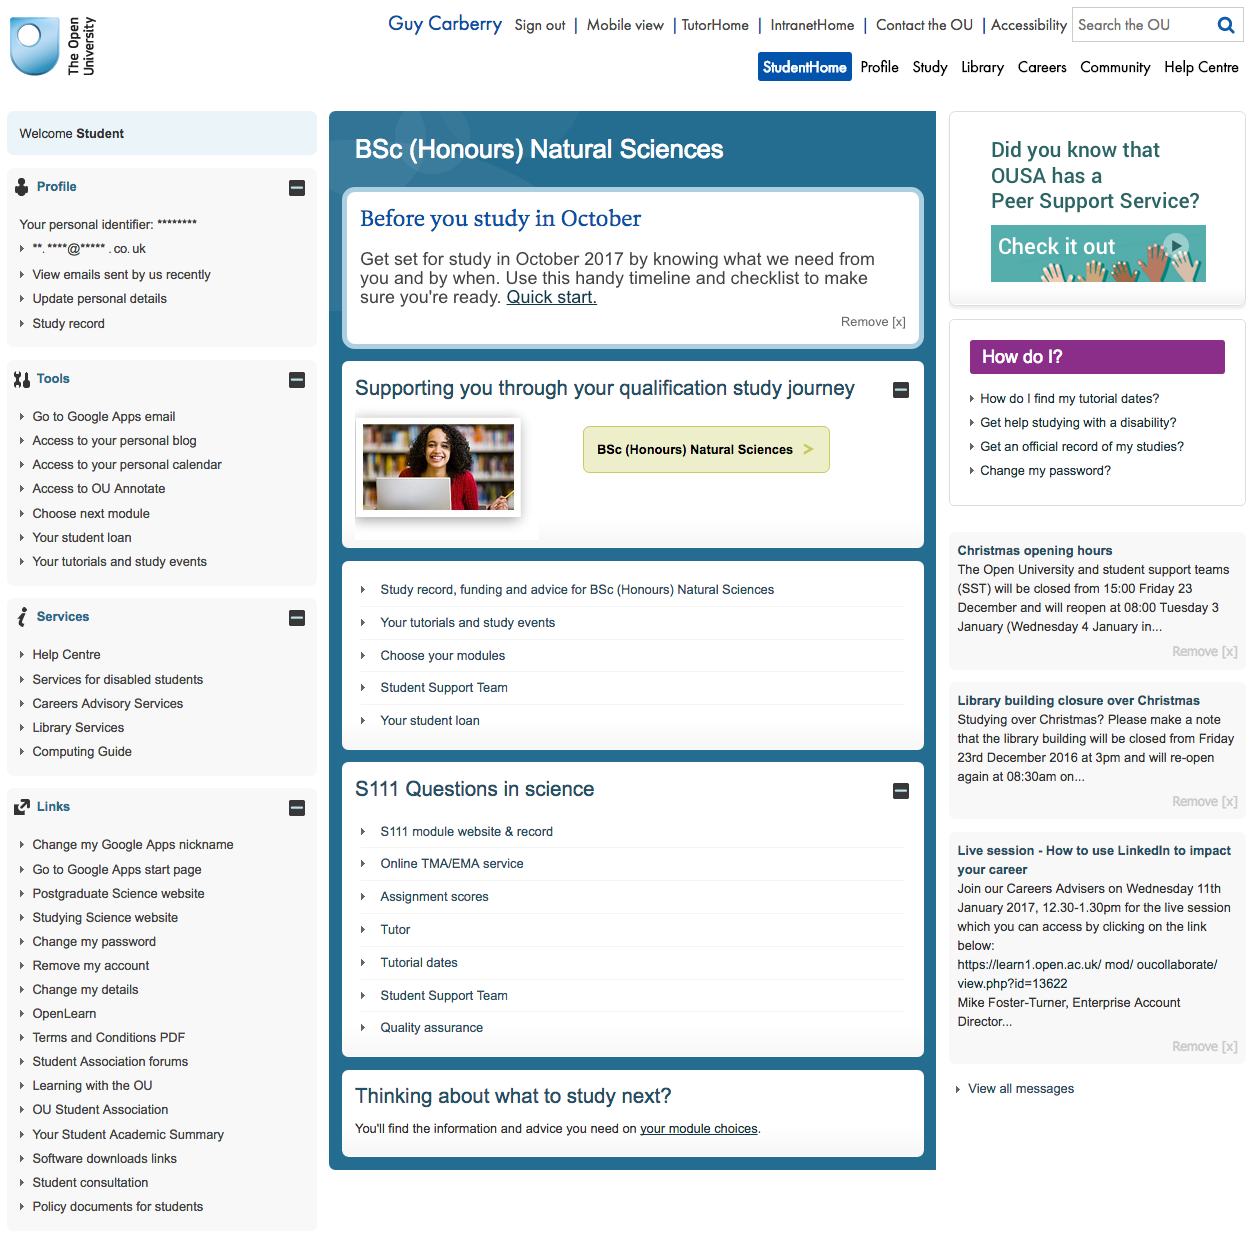 The Open
University
Guy Carberry Sign out | Mobile view | TutorHome | IntranetHome | Contact the OU | Accessibility Search the OU
StudentHome Profile Study Library Careers Community Help Centre
Welcome Student
Profile
Your personal identifier: ********
**. ****@***** . co. uk
View emails sent by us recently
Update personal details
Study record
Tools
Go to Google Apps email
Access to your personal blog
Access to your personal calendar
Access to OU Annotate
Choose next module
Your student loan
Your tutorials and study events
Services
Help Centre
Services for disabled students
Careers Advisory Services
Library Services
Computing Guide
Links
Change my Google Apps nickname
Go to Google Apps start page
Postgraduate Science website
Studying Science website
Change my password
Remove my account
Change my details
OpenLearn
Terms and Conditions PDF
Student Association forums
Learning with the OU
OU Student Association
Your Student Academic Summary
Software downloads links
Student consultation
Policy documents for students
BSc (Honours) Natural Sciences
Before you study in October
Get set for study in October 2017 by knowing what we need from
you and by when. Use this handy timeline and checklist to make
sure you're ready. Quick start.
Remove [x]
Supporting you through your qualification study journey
BSc (Honours) Natural Sciences >
Study record, funding and advice for BSc (Honours) Natural Sciences
Your tutorials and study events
Choose your modules
Student Support Team
Your student loan
S111 Questions in science
S111 module website & record
Online TMA/EMA service
Assignment scores
Tutor
Tutorial dates
Student Support Team
Quality assurance
Thinking about what to study next?
You'll find the information and advice you need on your module choices.
Did you know that
OUSA has a
Peer Support Service?
Check it out
How do I?
How do I find my tutorial dates?
Get help studying with a disability?
Get an official record of my studies?
Change my password?
Christmas opening hours
The Open University and student support teams
(SST) will be closed from 15:00 Friday 23
December and will reopen at 08:00 Tuesday 3
January (Wednesday 4 January in...
Remove [x]
Library building closure over Christmas
Studying over Christmas? Please make a note
that the library building will be closed from Friday
23rd December 2016 at 3pm and will re-open
again at 08:30am on...
Remove [x]
Live session - How to use LinkedIn to impact
your career
Join our Careers Advisers on Wednesday 11th
January 2017, 12.30-1.30pm for the live session
which you can access by clicking on the link
below:
https://learn1.open.ac.uk/ mod/ oucollaborate/
view.php?id=13622
Mike Foster-Turner, Enterprise Account
Director...
Remove [x]
View all messages